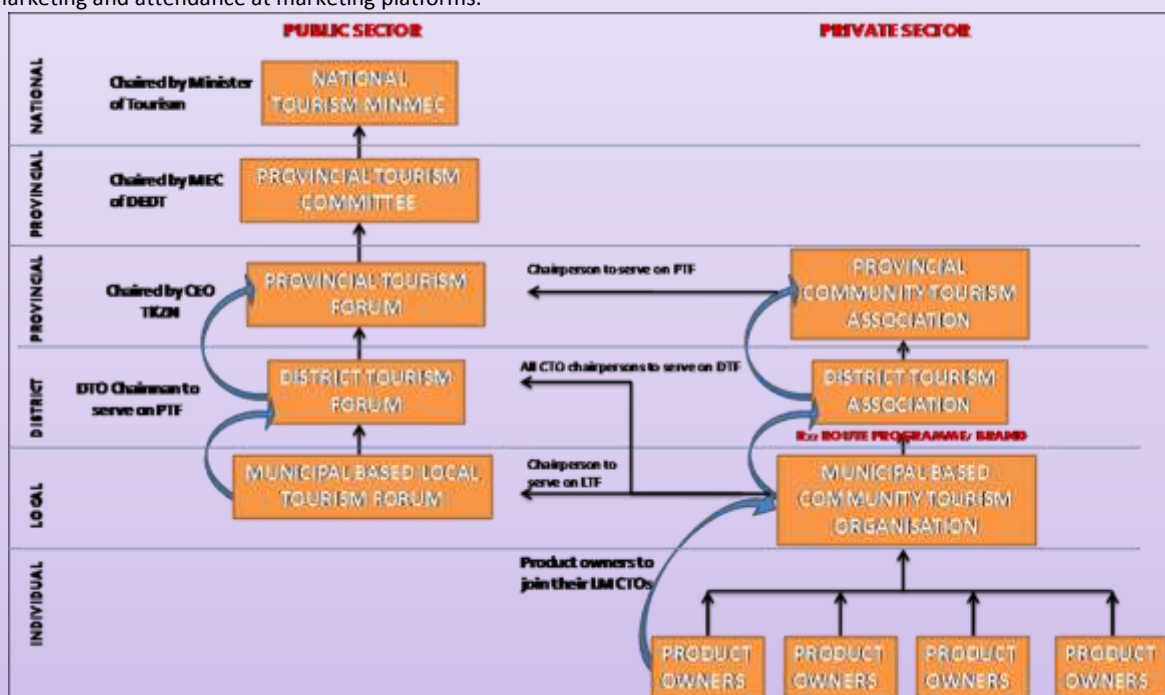 marketing and attendance at marketing platforms.
PUBLIC SECTOR
PRIVATE SECTOR
NATIONAL
Chaired by Minister
of Tourism
NATIONAL
TOURISM MINMEC
PROVINCIAL
Chaired by MEC
of DEDT
PROVINCIAL TOURISM
COMMITTEE
PROVINCIAL
Chaired by CEO
TKZN
PROVINCIAL TOURISM
FORUM
Chairperson to serve on PTF
PROVINCIAL
COMMUNITY TOURISM
ASSOCIATION
DISTRICT
DTO Chairman to
serve on PTF
DISTRICT TOURISM
FORUM
All CTO chairpersons to serve on DTF
DISTRICT TOURISM
ASSOCIATION
ROUTE PROGRAMME/ BRAND
LOCAL
MUNICIPAL BASED LOCAL
TOURISM FORUM
Chairperson to
serve on LTF
MUNICIPAL BASED
COMMUNITY TOURISM
ORGANISATION
INDIVIDUAL
Product owners to
join their LM CTOs
PRODUCT
OWNERS
PRODUCT
OWNERS
PRODUCT
OWNERS
PRODUCT
OWNERS